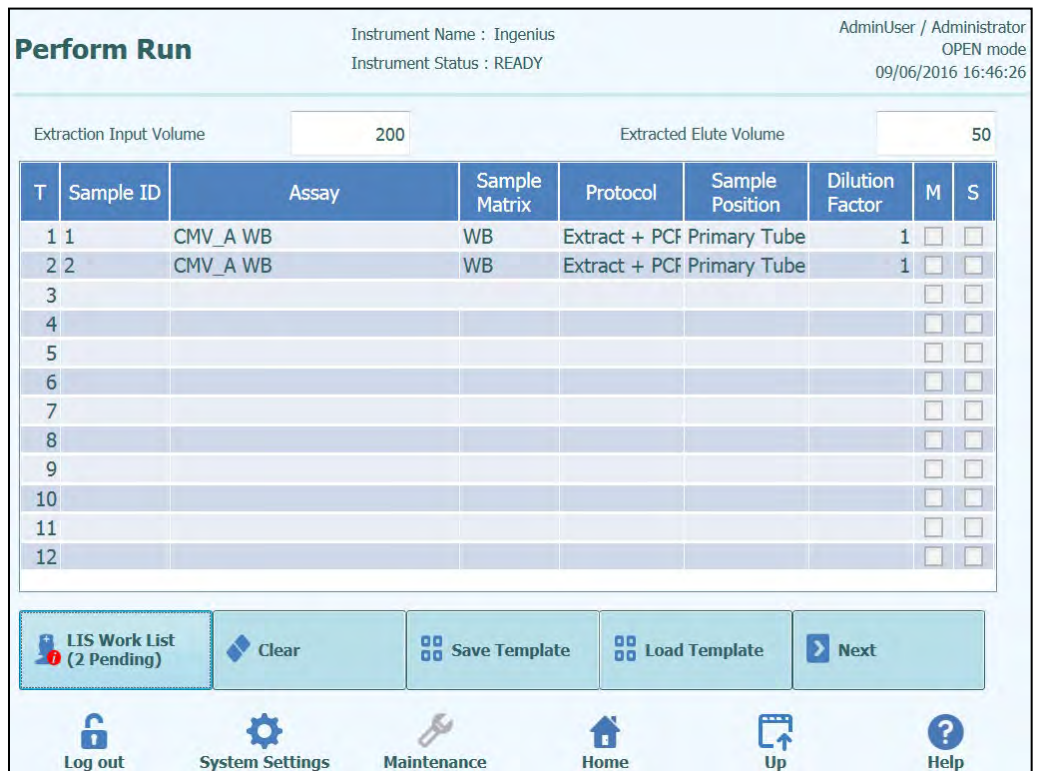 Perform Run
Instrument Name : Ingenius
Instrument Status : READY
AdminUser / Administrator
OPEN mode
09/06/2016 16:46:26
Extraction Input Volume 200 Extracted Elute Volume 50
T Sample ID Assay Sample Matrix Protocol Sample Position Dilution Factor M S
1 1 CMV_A WB WB Extract + PCF Primary Tube 1
2 2 CMV_A WB WB Extract + PCF Primary Tube 1
3
4
5
6
7
8
9
10
11
12
LIS Work List
(2 Pending)
Clear
Save Template
Load Template
Next
Log out System Settings Maintenance Home Up Help